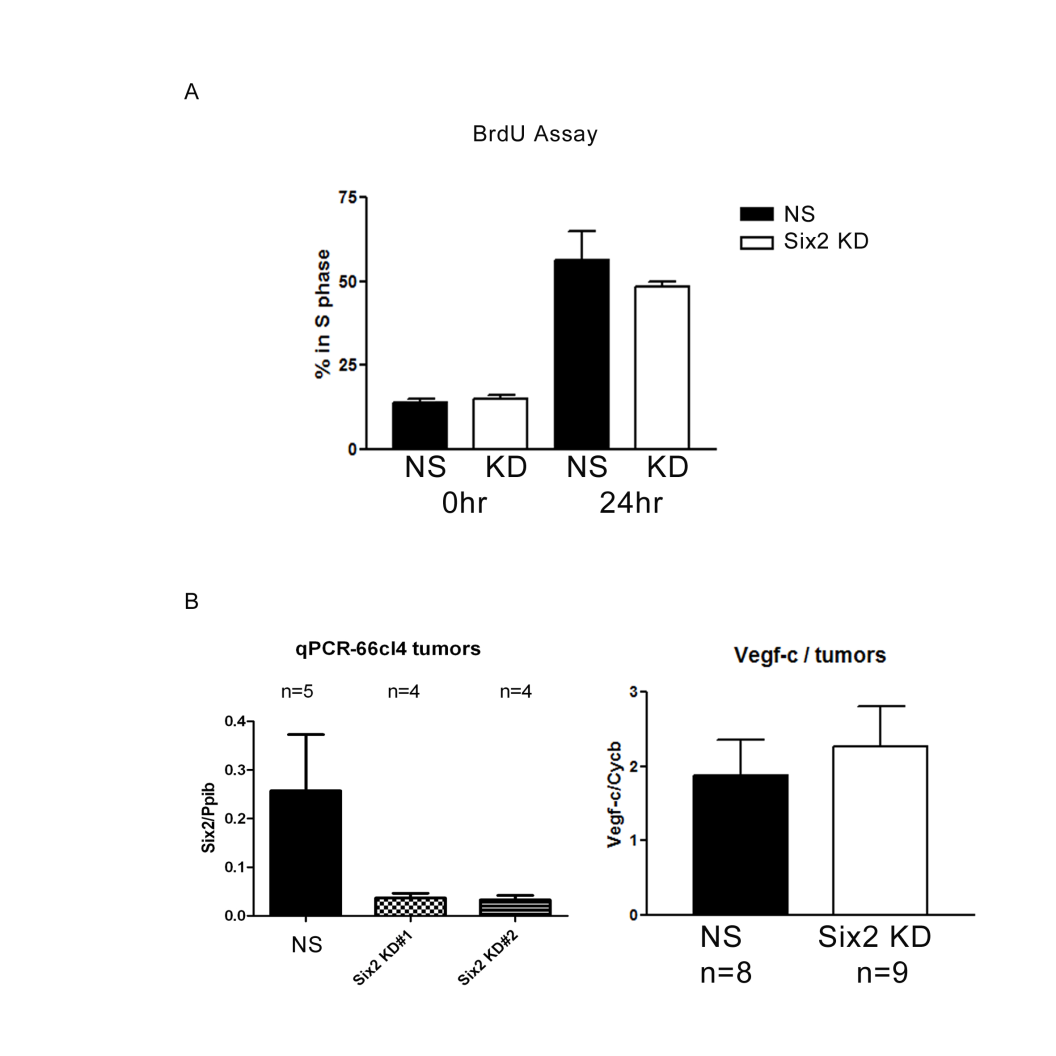 A
BrdU Assay
75
50
25
0
% in S phase
NS
Six2 KD
NS KD NS KD
0hr 24hr
B
qPCR-66cl4 tumors
n=5 n=4 n=4
0.4
0.3
0.2
0.1
0.0
Six2/Ppib
NS
Six2 KD#1
Six2 KD#2
Vegf-c / tumors
3
2
1
0
Vegf-c/Cycb
NS Six2 KD
n=8 n=9